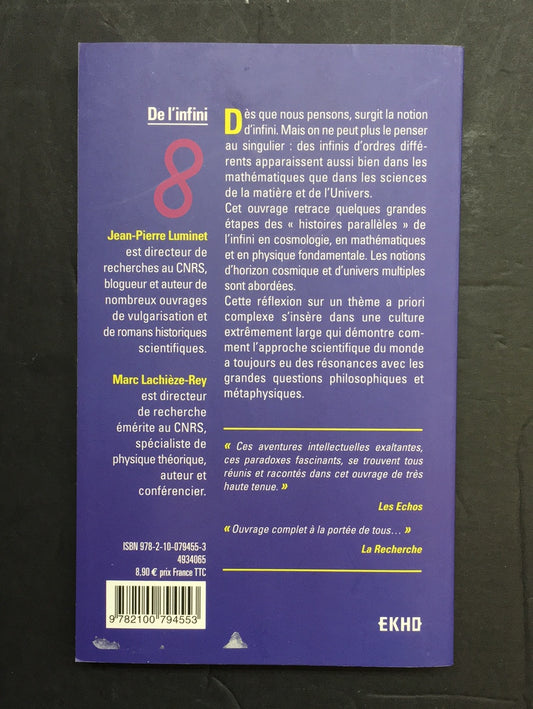 De l'infini
8
Jean-Pierre Luminet
est directeur de
recherches au CNRS,
blogueur et auteur de
nombreux ouvrages
de vulgarisation et
de romans historiques
scientifiques.
Marc Lachièze-Rey
est directeur
de recherche
émérite au CNRS,
spécialiste de
physique théorique,
auteur et
conférencier.
ISBN 978-2-10-079455-3
4934065
8,90 € prix France TTC
9 782100 794553
Dès que nous pensons, surgit la notion
d'infini. Mais on ne peut plus le penser
au singulier : des infinis d'ordres diffé-
rents apparaissent aussi bien dans les
mathématiques que dans les sciences
de la matière et de l'Univers.
Cet ouvrage retrace quelques grandes
étapes des « histoires parallèles » de
l'infini en cosmologie, en mathématiques
et en physique fondamentale. Les notions
d'horizon cosmique et d'univers multiples
sont abordées.
Cette réflexion sur un thème a priori
complexe s'insère dans une culture
extrêmement large qui démontre com-
ment l'approche scientifique du monde
a toujours eu des résonances avec les
grandes questions philosophiques et
métaphysiques.
« Ces aventures intellectuelles exaltantes,
ces paradoxes fascinants, se trouvent tous
réunis et racontés dans cet ouvrage de très
haute tenue. »
Les Echos
« Ouvrage complet à la portée de tous... »
La Recherche
EKHO